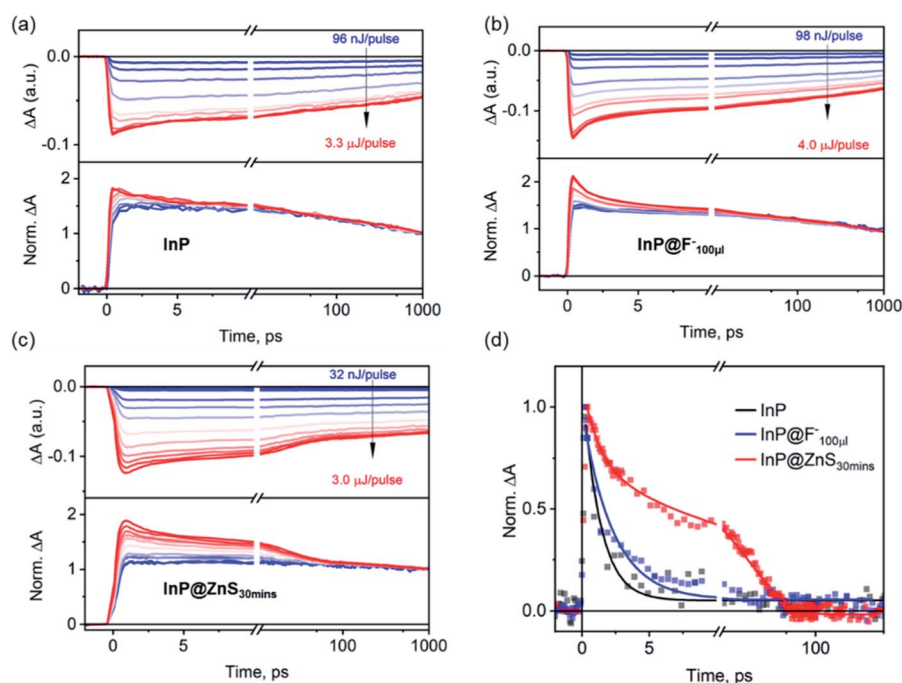 (a)
96 nJ/pulse
0.0
-0.1
ΔA (a.u.)
3.3 μJ/pulse
2
1
0
Norm. ΔA
InP
0 5 100 1000
Time, ps
(b)
98 nJ/pulse
0.0
-0.1
ΔA (a.u.)
4.0 μJ/pulse
2
1
0
Norm. ΔA
InP@F-100μl
0 5 100 1000
Time, ps
(c)
32 nJ/pulse
0.0
-0.1
ΔA (a.u.)
3.0 μJ/pulse
2
1
0
Norm. ΔA
InP@ZnS30mins
0 5 100 1000
Time, ps
(d)
1.0
0.5
0.0
Norm. ΔA
InP
InP@F-100μl
InP@ZnS30mins
0 5 100
Time, ps